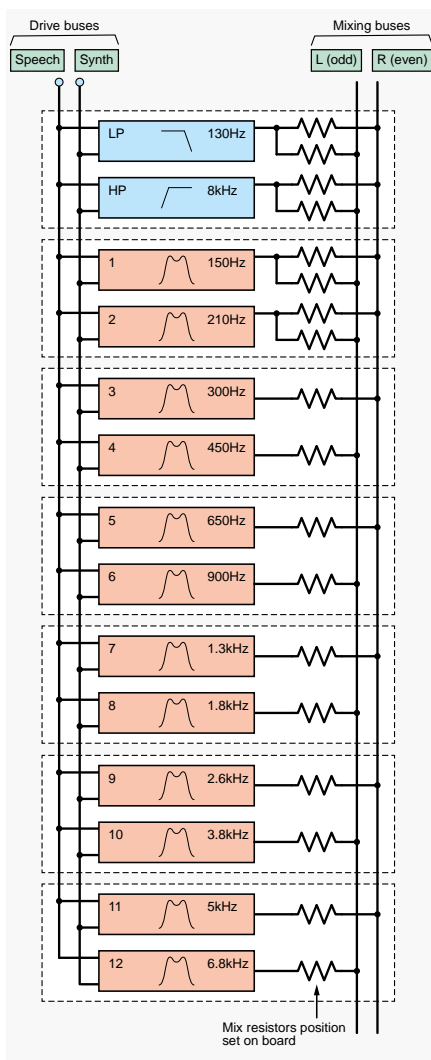 Drive buses
Mixing buses
Speech
Synth
L (odd)
R (even)
LP
130Hz
HP
8kHz
1
150Hz
2
210Hz
3
300Hz
4
450Hz
5
650Hz
6
900Hz
7
1.3kHz
8
1.8kHz
9
2.6kHz
10
3.8kHz
11
5kHz
12
6.8kHz
Mix resistors position
set on board